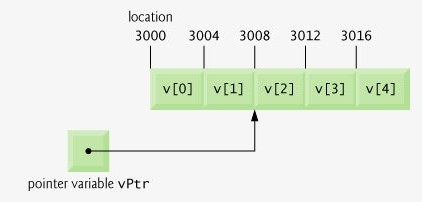 location
3000 3004 3008 3012 3016
v[0] v[1] v[2] v[3] v[4]
pointer variable vPtr